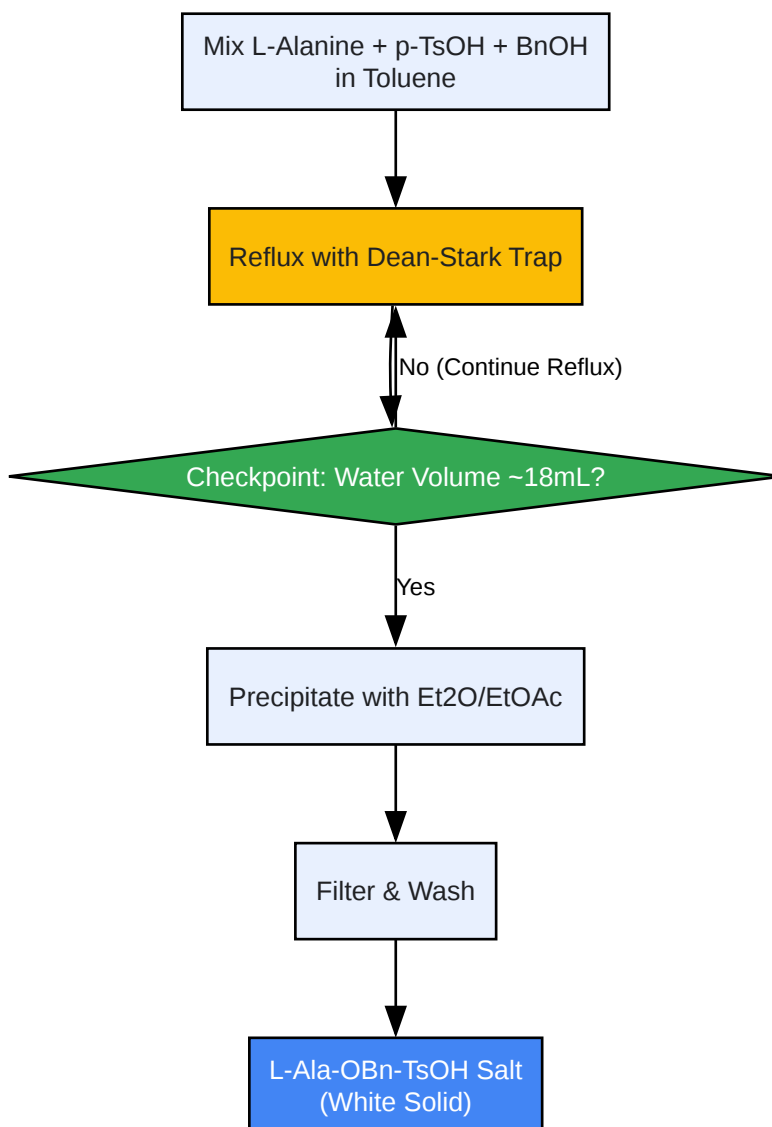 Mix L-Alanine + p-TsOH + BnOH
in Toluene
Reflux with Dean-Stark Trap
No (Continue Reflux)
Checkpoint: Water Volume ~18mL?
Yes
Precipitate with Et2O/EtOAc
Filter & Wash
L-Ala-OBn-TsOH Salt
(White Solid)